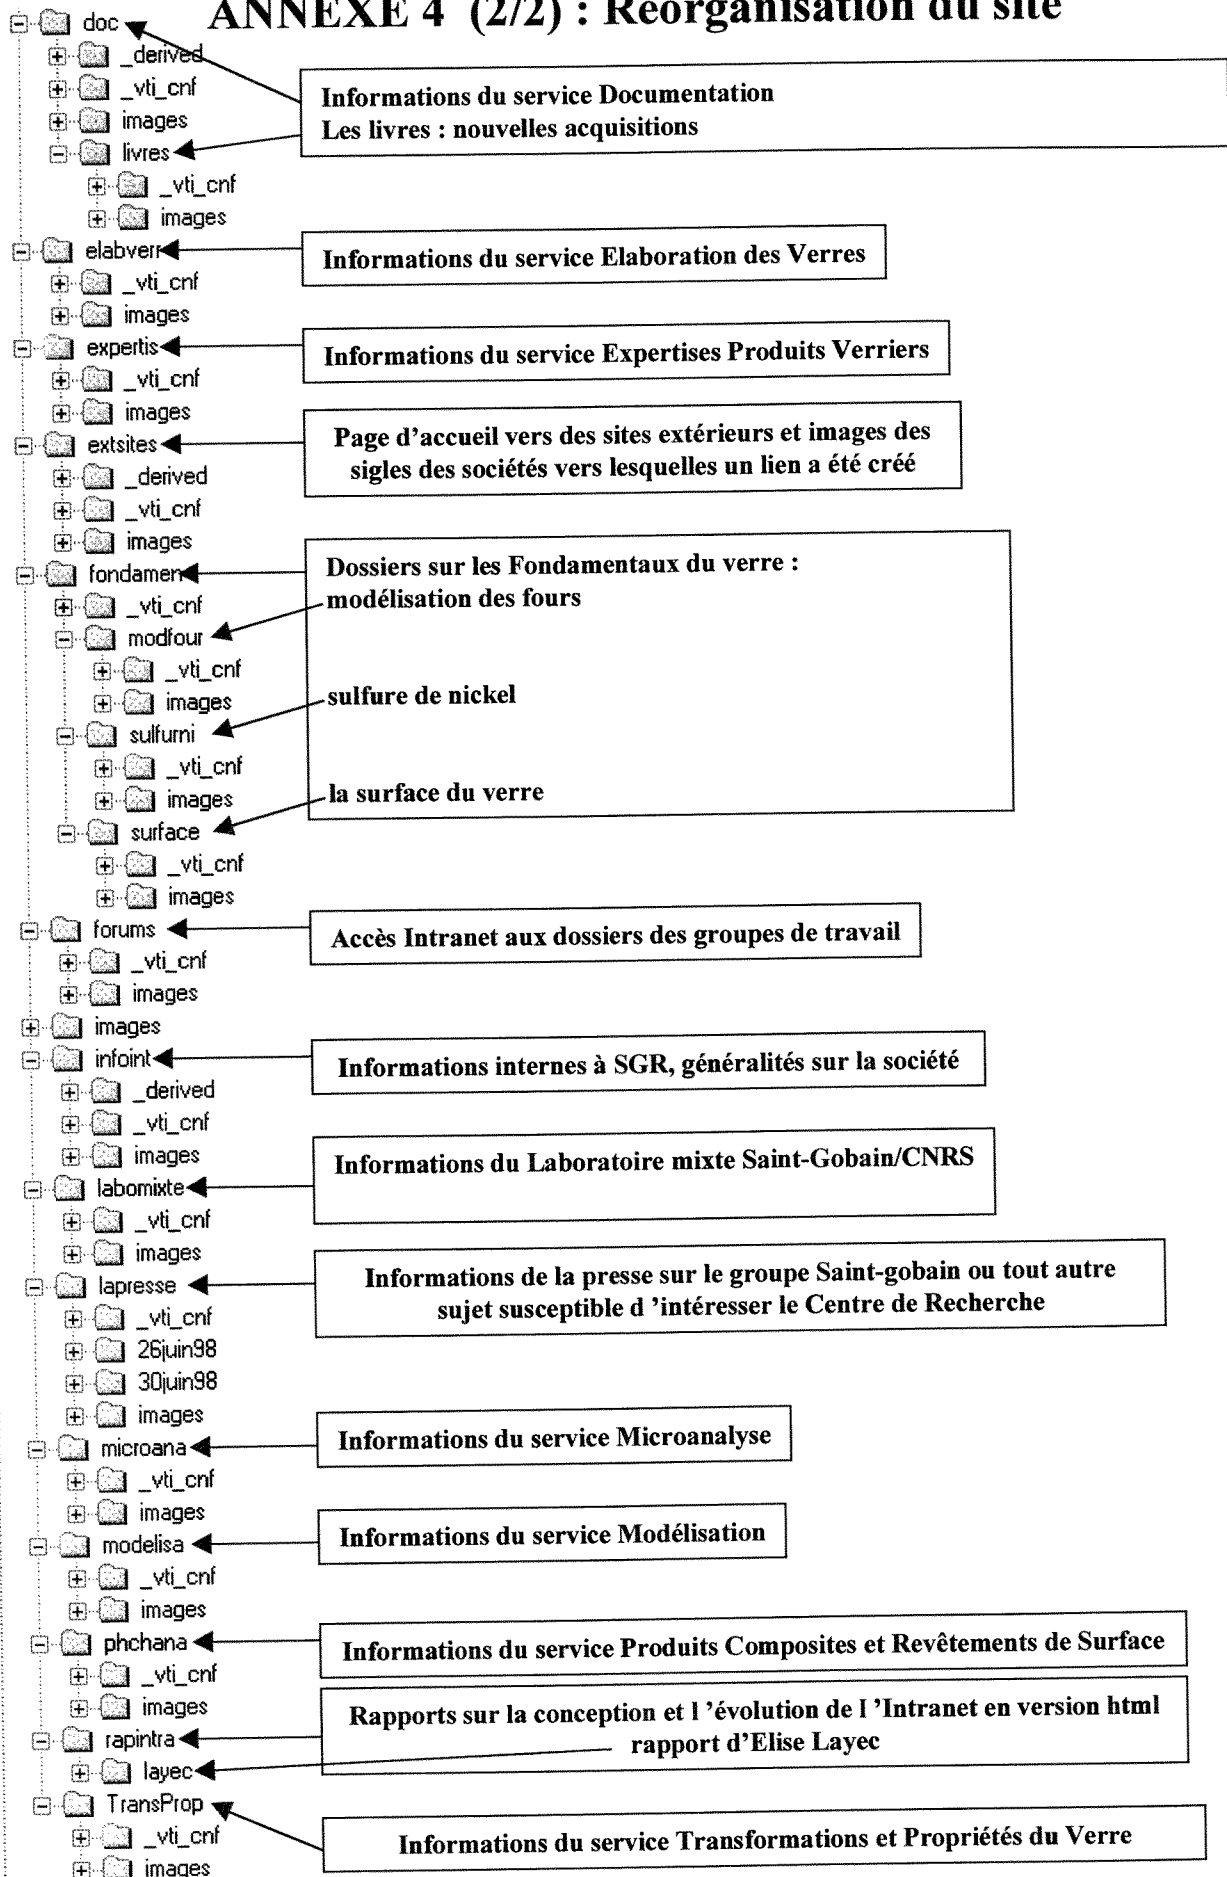 ANNEXE 4 (2/2) : Réorganisation du site
doc
_derived
_vti_cnf
images
livres
_vti_cnf
images
Informations du service Documentation
Les livres : nouvelles acquisitions
elabverr
_vti_cnf
images
Informations du service Elaboration des Verres
expertis
_vti_cnf
images
Informations du service Expertises Produits Verriers
extsites
_derived
_vti_cnf
images
Page d’accueil vers des sites extérieurs et images des
sigles des sociétés vers lesquelles un lien a été créé
fondamen
_vti_cnf
modfour
_vti_cnf
images
sulfurni
_vti_cnf
images
surface
_vti_cnf
images
Dossiers sur les Fondamentaux du verre :
modélisation des fours
sulfure de nickel
la surface du verre
forums
_vti_cnf
images
Accès Intranet aux dossiers des groupes de travail
images
infoint
_derived
_vti_cnf
images
Informations internes à SGR, généralités sur la société
labomixte
_vti_cnf
images
Informations du Laboratoire mixte Saint-Gobain/CNRS
lapresse
_vti_cnf
26juin98
30juin98
images
Informations de la presse sur le groupe Saint-gobain ou tout autre
sujet susceptible d ’intéresser le Centre de Recherche
microana
_vti_cnf
images
Informations du service Microanalyse
modelisa
_vti_cnf
images
Informations du service Modélisation
phchana
_vti_cnf
images
Informations du service Produits Composites et Revêtements de Surface
rapintra
layec
Rapports sur la conception et l ’évolution de l ’Intranet en version html
rapport d’Elise Layec
TransProp
_vti_cnf
images
Informations du service Transformations et Propriétés du Verre